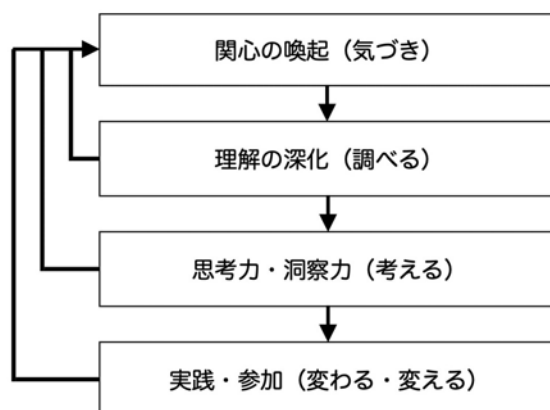 関心の喚起（気づき）
理解の深化（調べる）
思考力・洞察力（考える）
実践・参加（変わる・変える）